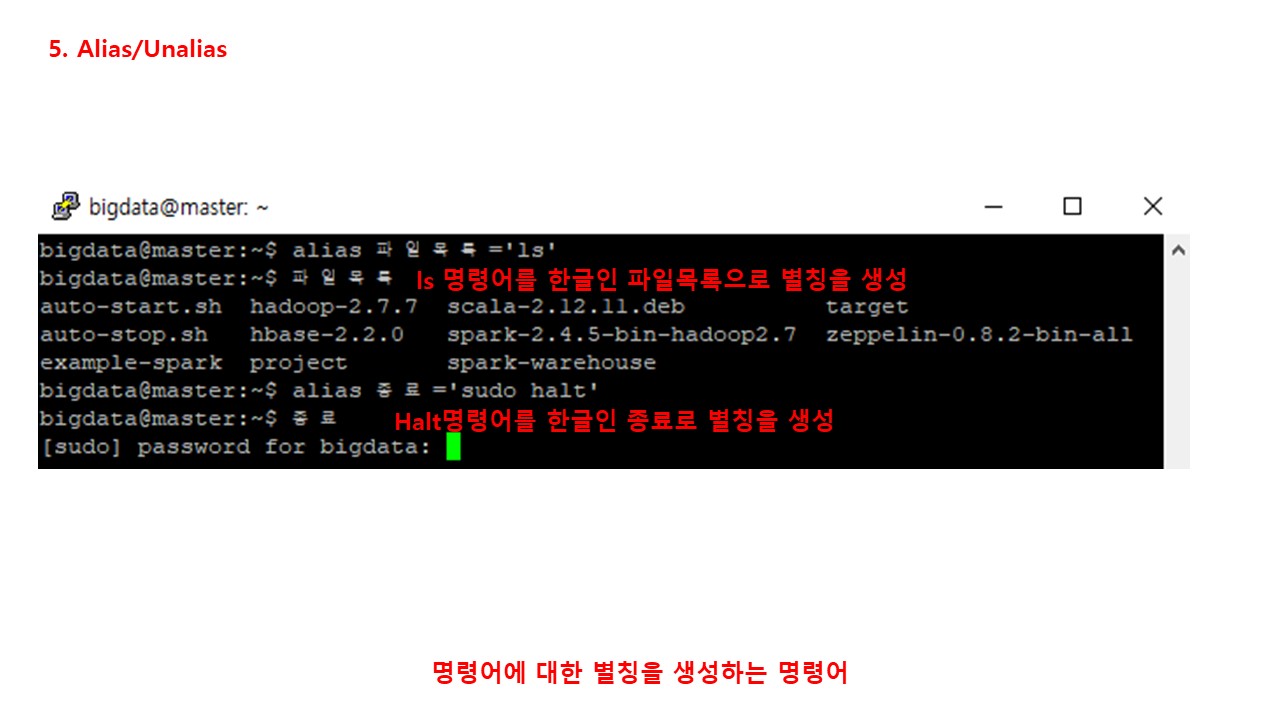 5. Alias/Unalias
bigdata@master: ~
bigdata@master:~$ alias 파일목록='ls'
bigdata@master:~$ 파일목록 ls 명령어를 한글인 파일목록으로 별칭을 생성
auto-start.sh hadoop-2.7.7 scala-2.12.11.deb target
auto-stop.sh hbase-2.2.0 spark-2.4.5-bin-hadoop2.7 zeppelin-0.8.2-bin-all
example-spark project spark-warehouse
bigdata@master:~$ alias 종료='sudo halt'
bigdata@master:~$ 종료 Halt명령어를 한글인 종료로 별칭을 생성
[sudo] password for bigdata:
명령어에 대한 별칭을 생성하는 명령어